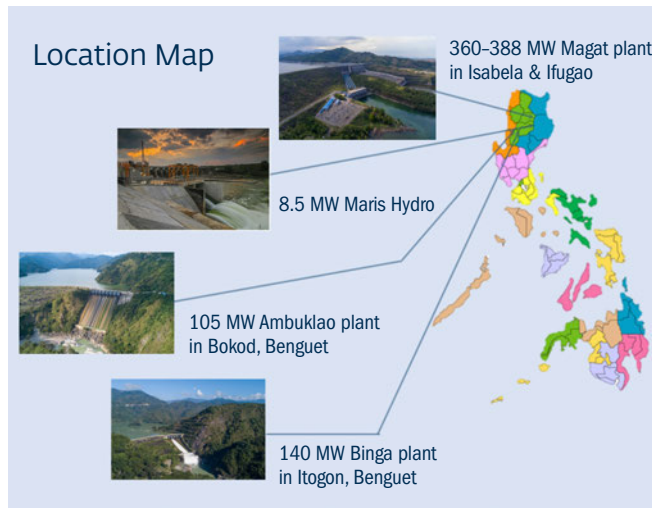 Location Map
360–388 MW Magat plant
in Isabela & Ifugao
8.5 MW Maris Hydro
105 MW Ambuklao plant
in Bokod, Benguet
140 MW Binga plant
in Itogon, Benguet